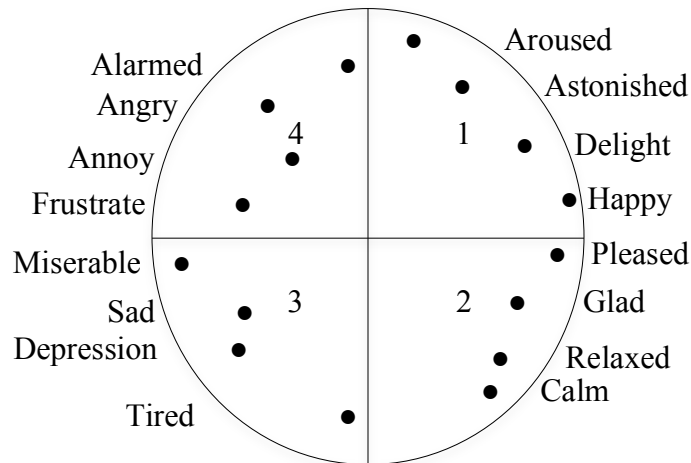 Aroused
Alarmed
Astonished
Angry
4
1
Delight
Annoy
Happy
Frustrate
Pleased
Miserable
Glad
3
2
Sad
Depression
Relaxed
Calm
Tired